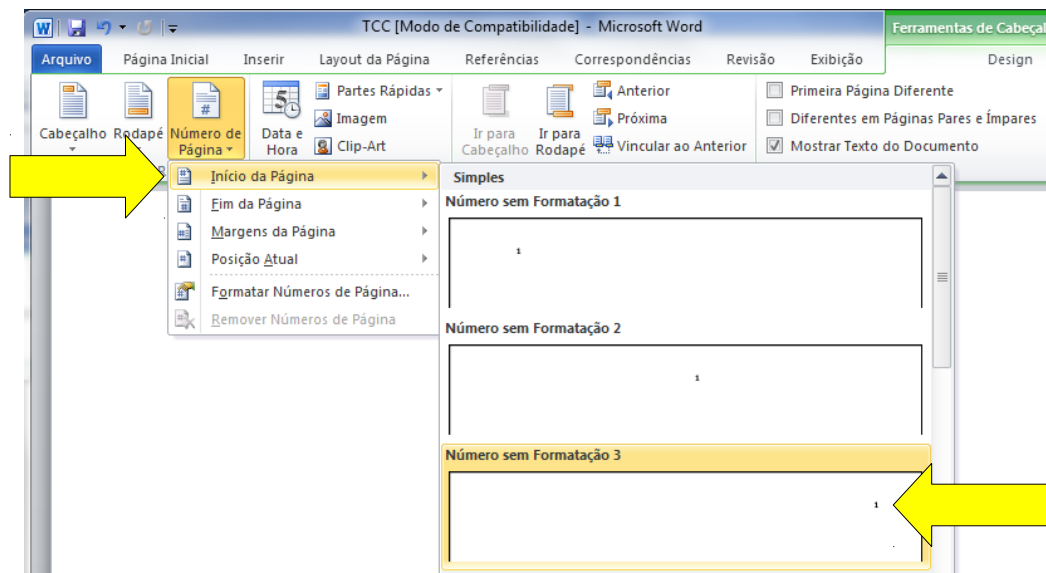 TCC [Modo de Compatibilidade] - Microsoft Word
Ferramentas de Cabeçal
Arquivo Página Inicial Inserir Layout da Página Referências Correspondências Revisão Exibição Design
Cabeçalho
Rodapé
Número de
Página
5
Data e
Hora
Partes Rápidas
Imagem
Clip-Art
Ir para
Cabeçalho
Ir para
Rodapé
Anterior
Próxima
Vincular ao Anterior
Primeira Página Diferente
Diferentes em Páginas Pares e Ímpares
Mostrar Texto do Documento
Início da Página
Fim da Página
Margens da Página
Posição Atual
Formatar Números de Página...
Remover Números de Página
Simples
Número sem Formatação 1
1
Número sem Formatação 2
1
Número sem Formatação 3
1